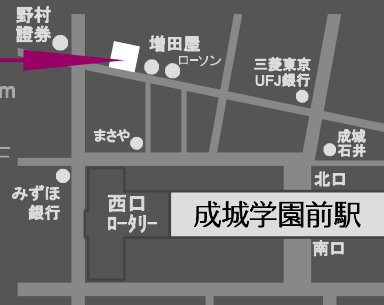 野村
證券
増田屋
ローソン
三菱東京
UFJ銀行
m
まさや
成城
石井
みずほ
銀行
西口
ロータリー
北口
成城学園前駅
南口